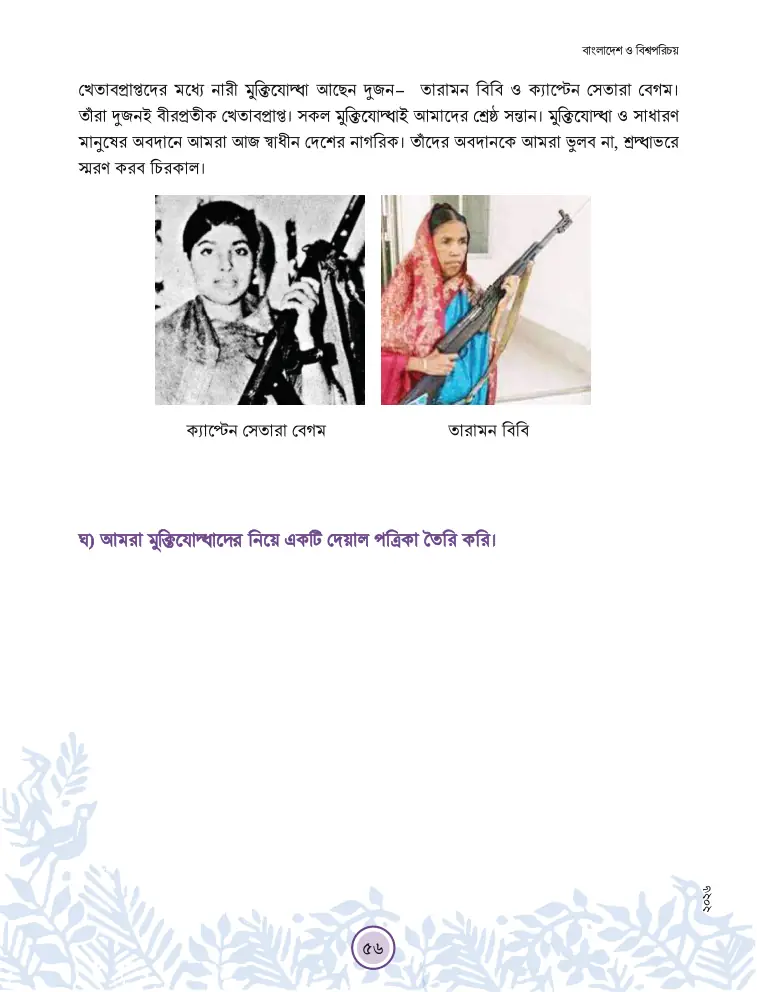 বাংলাদেশ ও বিশ্বপরিচয়
খেতাবপ্রাপ্তদের মধ্যে নারী মুক্তিযোদ্ধা আছেন দুজন– তারামন বিবি ও ক্যাপ্টেন সেতারা বেগম।
তাঁরা দুজনই বীরপ্রতীক খেতাবপ্রাপ্ত। সকল মুক্তিযোদ্ধাই আমাদের শ্রেষ্ঠ সন্তান। মুক্তিযোদ্ধা ও সাধারণ
মানুষের অবদানে আমরা আজ স্বাধীন দেশের নাগরিক। তাঁদের অবদানকে আমরা ভুলব না, শ্রদ্ধাভরে
স্মরণ করব চিরকাল।
ক্যাপ্টেন সেতারা বেগম
তারামন বিবি
ঘ) আমরা মুক্তিযোদ্ধাদের নিয়ে একটি দেয়াল পত্রিকা তৈরি করি।
২০২৬
৫৬